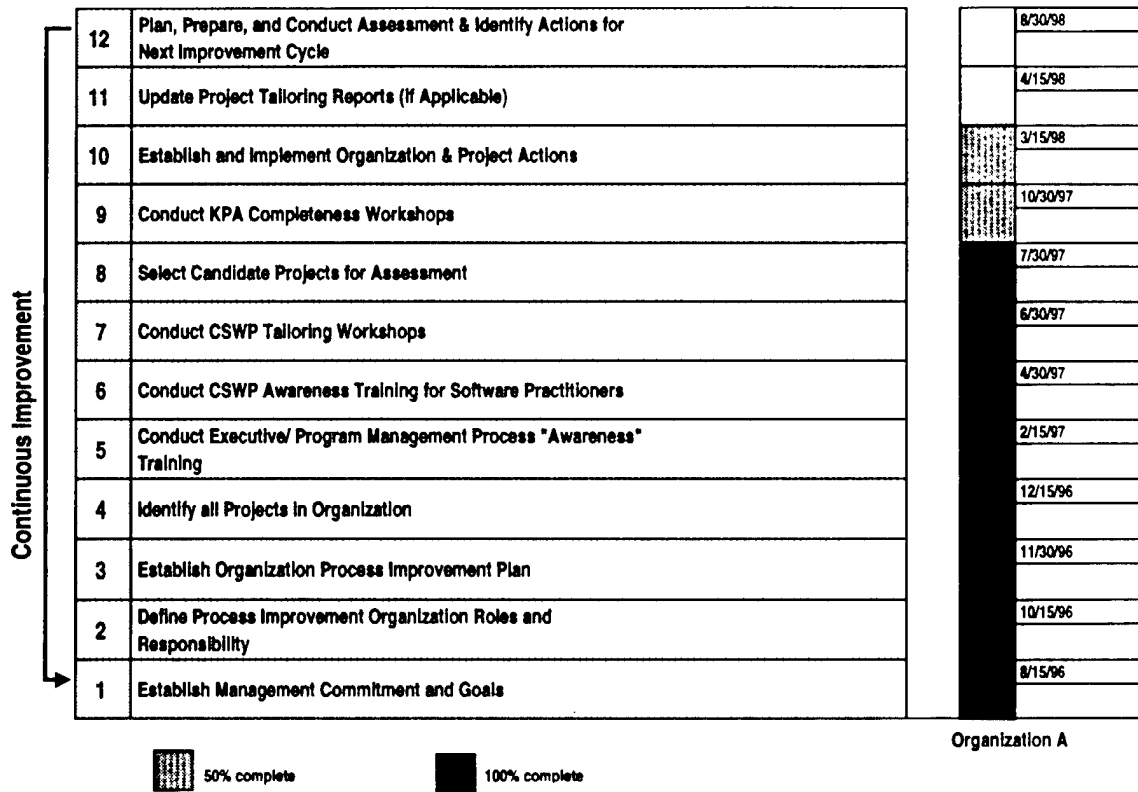 12 Plan, Prepare, and Conduct Assessment & Identify Actions for
Next Improvement Cycle
8/30/98
11 Update Project Tailoring Reports (If Applicable)
4/15/98
10 Establish and Implement Organization & Project Actions
3/15/98
9 Conduct KPA Completeness Workshops
10/30/97
8 Select Candidate Projects for Assessment
7/30/97
7 Conduct CSWP Tailoring Workshops
6/30/97
6 Conduct CSWP Awareness Training for Software Practitioners
4/30/97
5 Conduct Executive/ Program Management Process "Awareness"
Training
2/15/97
4 Identify all Projects in Organization
12/15/96
3 Establish Organization Process Improvement Plan
11/30/96
2 Define Process Improvement Organization Roles and
Responsibility
10/15/96
1 Establish Management Commitment and Goals
8/15/96
Continuous Improvement
Organization A
50% complete
100% complete